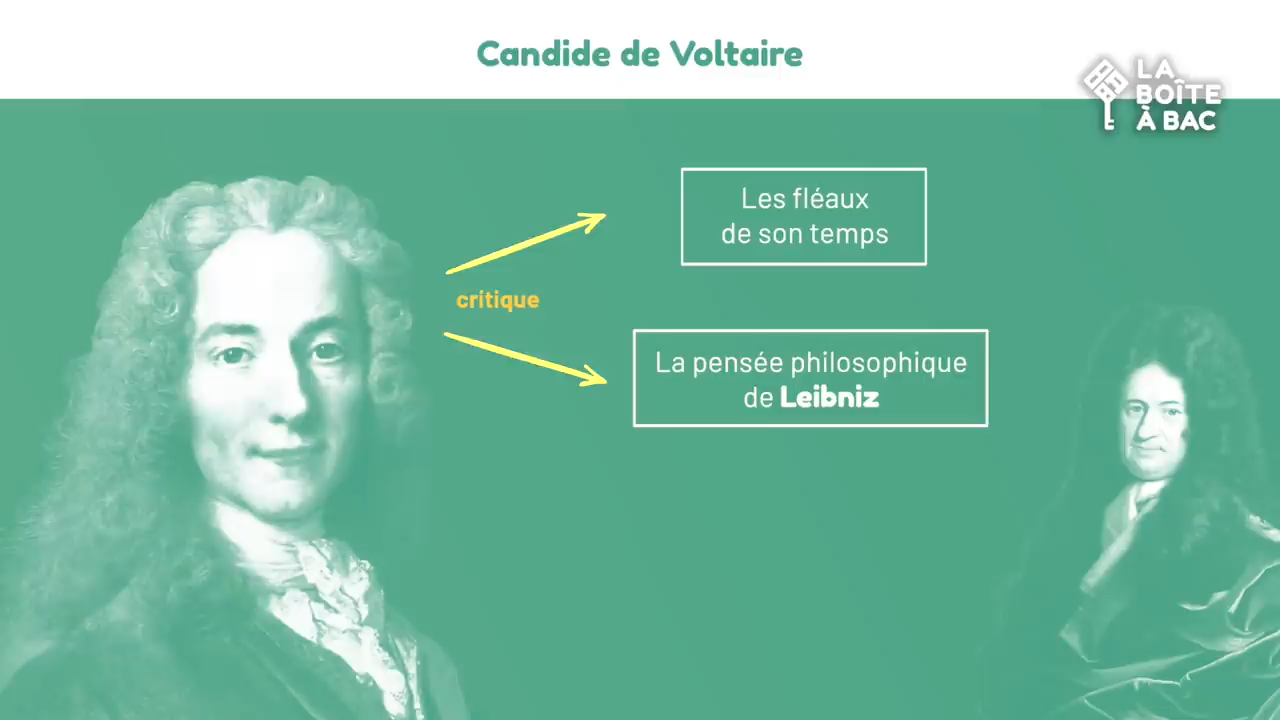 Candide de Voltaire
LA
BOÎTE
À BAC
Les fléaux
de son temps
critique
La pensée philosophique
de Leibniz